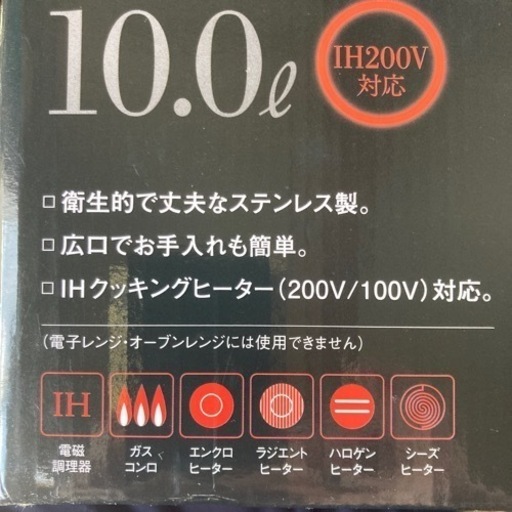 10.0ℓ
IH200V
対応
□ 衛生的で丈夫なステンレス製。
□ 広口でお手入れも簡単。
□ IHクッキングヒーター(200V/100V)対応。
(電子レンジ・オーブンレンジには使用できません)
IH
電磁
調理器
ガス
コンロ
エンクロ
ヒーター
ラジエント
ヒーター
ハロゲン
ヒーター
シーズ
ヒーター